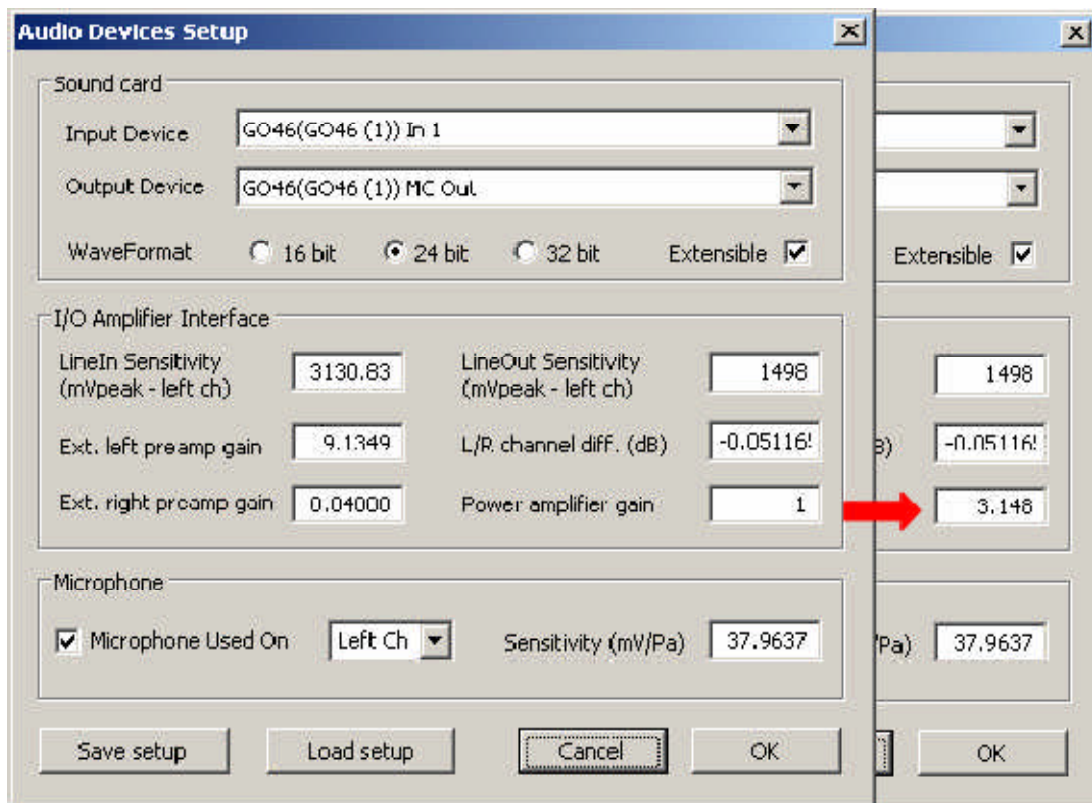 Audio Devices Setup
Sound card
Input Device GO46(GO46 (1)) In 1
Output Device GO46(GO46 (1)) MC Out
WaveFormat 16 bit 24 bit 32 bit Extensible Extensible
I/O Amplifier Interface
LineIn Sensitivity
(mVpeak - left ch) 3130.83 LineOut Sensitivity
(mVpeak - left ch) 1498 1498
Ext. left preamp gain 9.1349 L/R channel diff. (dB) -0.05116 B) -0.05116
Ext. right preamp gain 0.04000 Power amplifier gain 1 3.148
Microphone
Microphone Used On Left Ch Sensitivity (mV/Pa) 37.9637 /Pa) 37.9637
Save setup Load setup Cancel OK OK